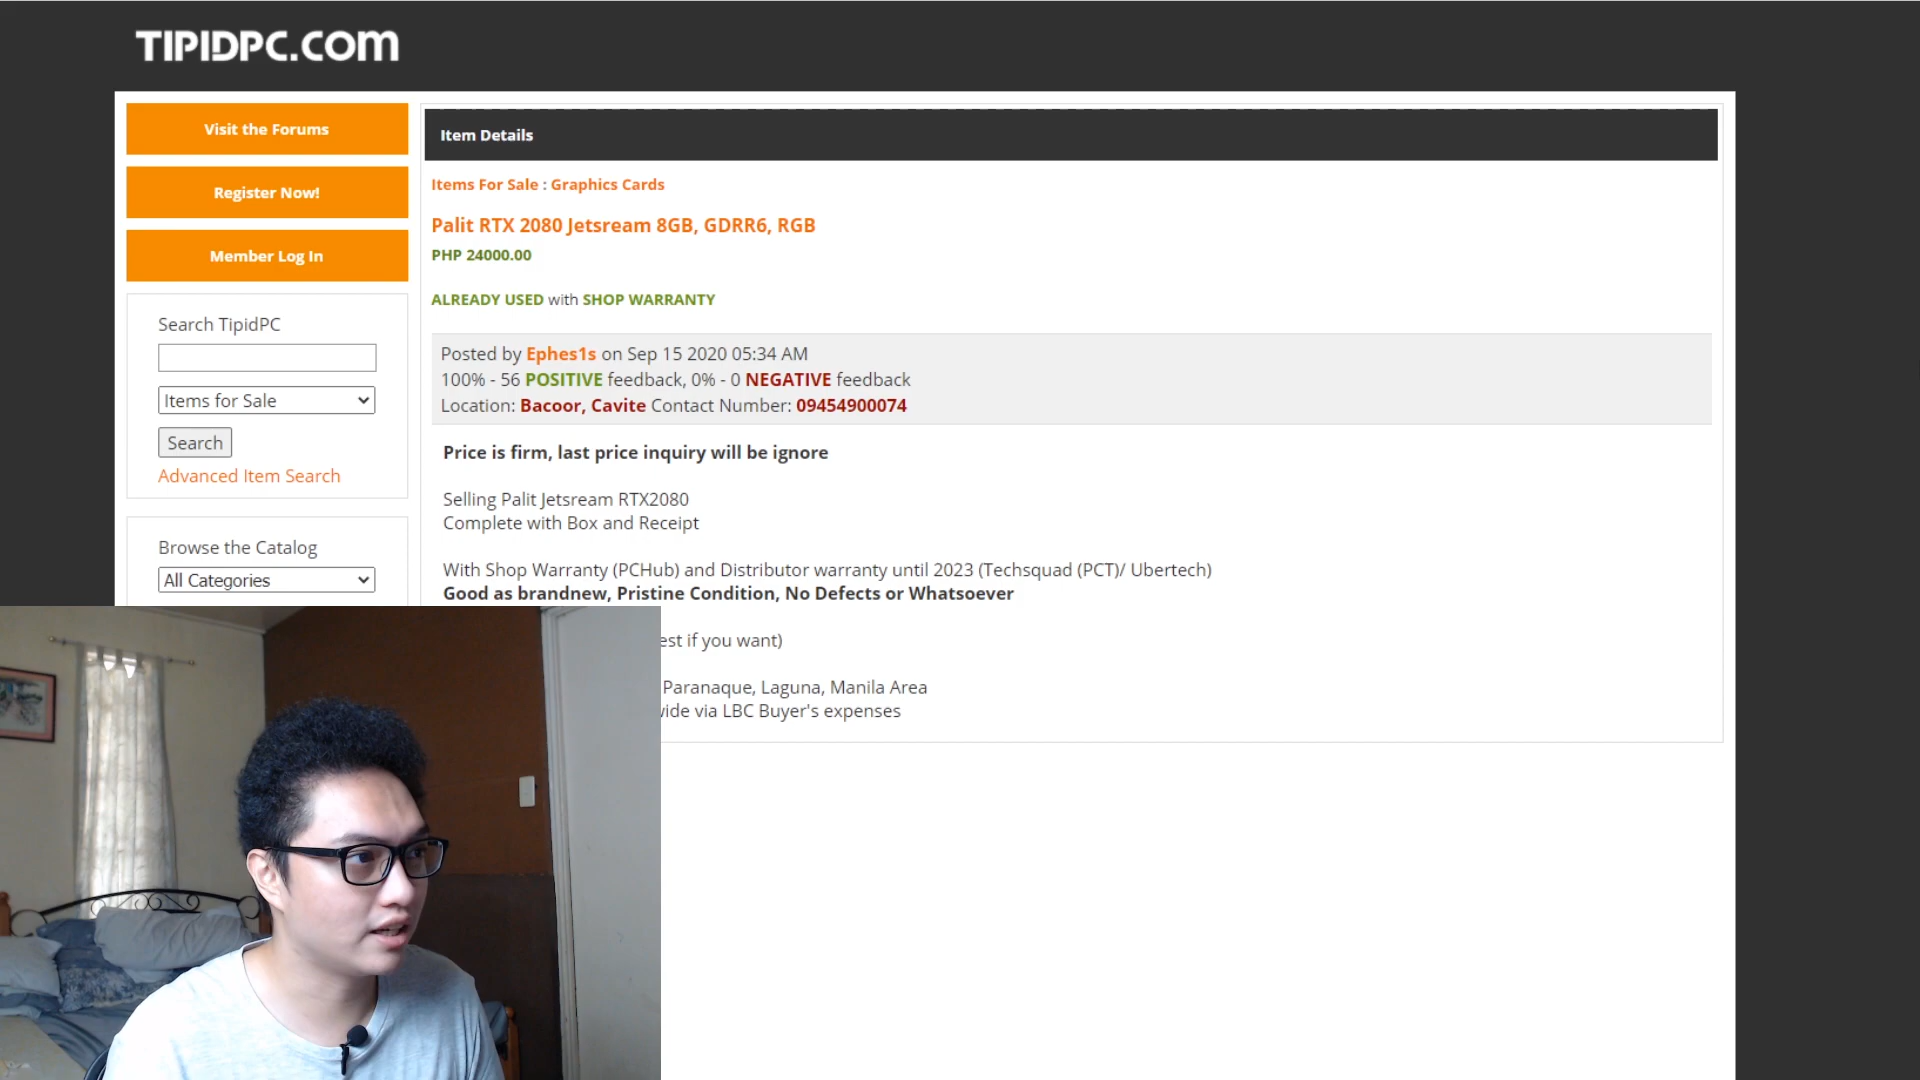 TIPIDPC.COM
Visit the Forums
Register Now!
Member Log In
Search TipidPC
Items for Sale
Search
Advanced Item Search
Browse the Catalog
All Categories
Item Details
Items For Sale : Graphics Cards
Palit RTX 2080 Jetsream 8GB, GDRR6, RGB
PHP 24000.00
ALREADY USED with SHOP WARRANTY
Posted by Ephes1s on Sep 15 2020 05:34 AM
100% - 56 POSITIVE feedback, 0% - 0 NEGATIVE feedback
Location: Bacoor, Cavite Contact Number: 09454900074
Price is firm, last price inquiry will be ignore
Selling Palit Jetsream RTX2080
Complete with Box and Receipt
With Shop Warranty (PCHub) and Distributor warranty until 2023 (Techsquad (PCT)/ Ubertech)
Good as brandnew, Pristine Condition, No Defects or Whatsoever
if you want)
Paranaque, Laguna, Manila Area
via LBC Buyer's expenses